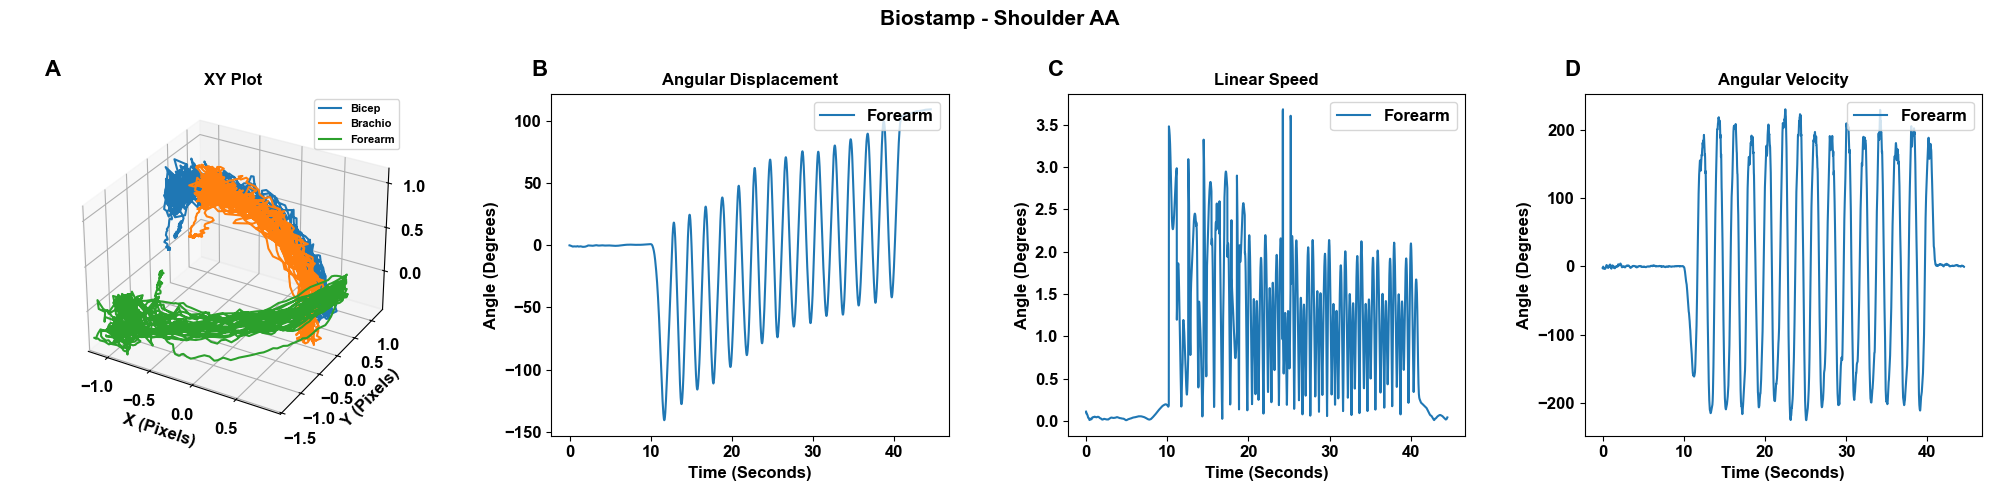 Biostamp - Shoulder AA
A
XY Plot
Bicep
Brachio
Forearm
1.0
0.5
0.0
1.0
0.5
0.0
−0.5
−1.0
−1.5
Y (Pixels)
−1.0
−0.5
0.0
0.5
X (Pixels)
B
Angular Displacement
Forearm
100
50
0
−50
−100
−150
Angle (Degrees)
0 10 20 30 40
Time (Seconds)
C
Linear Speed
Forearm
3.5
3.0
2.5
2.0
1.5
1.0
0.5
0.0
Angle (Degrees)
0 10 20 30 40
Time (Seconds)
D
Angular Velocity
Forearm
200
100
0
−100
−200
Angle (Degrees)
0 10 20 30 40
Time (Seconds)